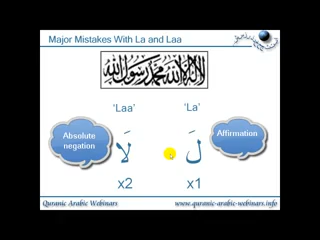 Major Mistakes With La and Laa
لا إله إلا الله محمد رسول الله
'Laa' 'La'
Absolute negation
Affirmation
لَا لَ
x2 x1
Quranic Arabic Webinars www.quranic-arabic-webinars.info